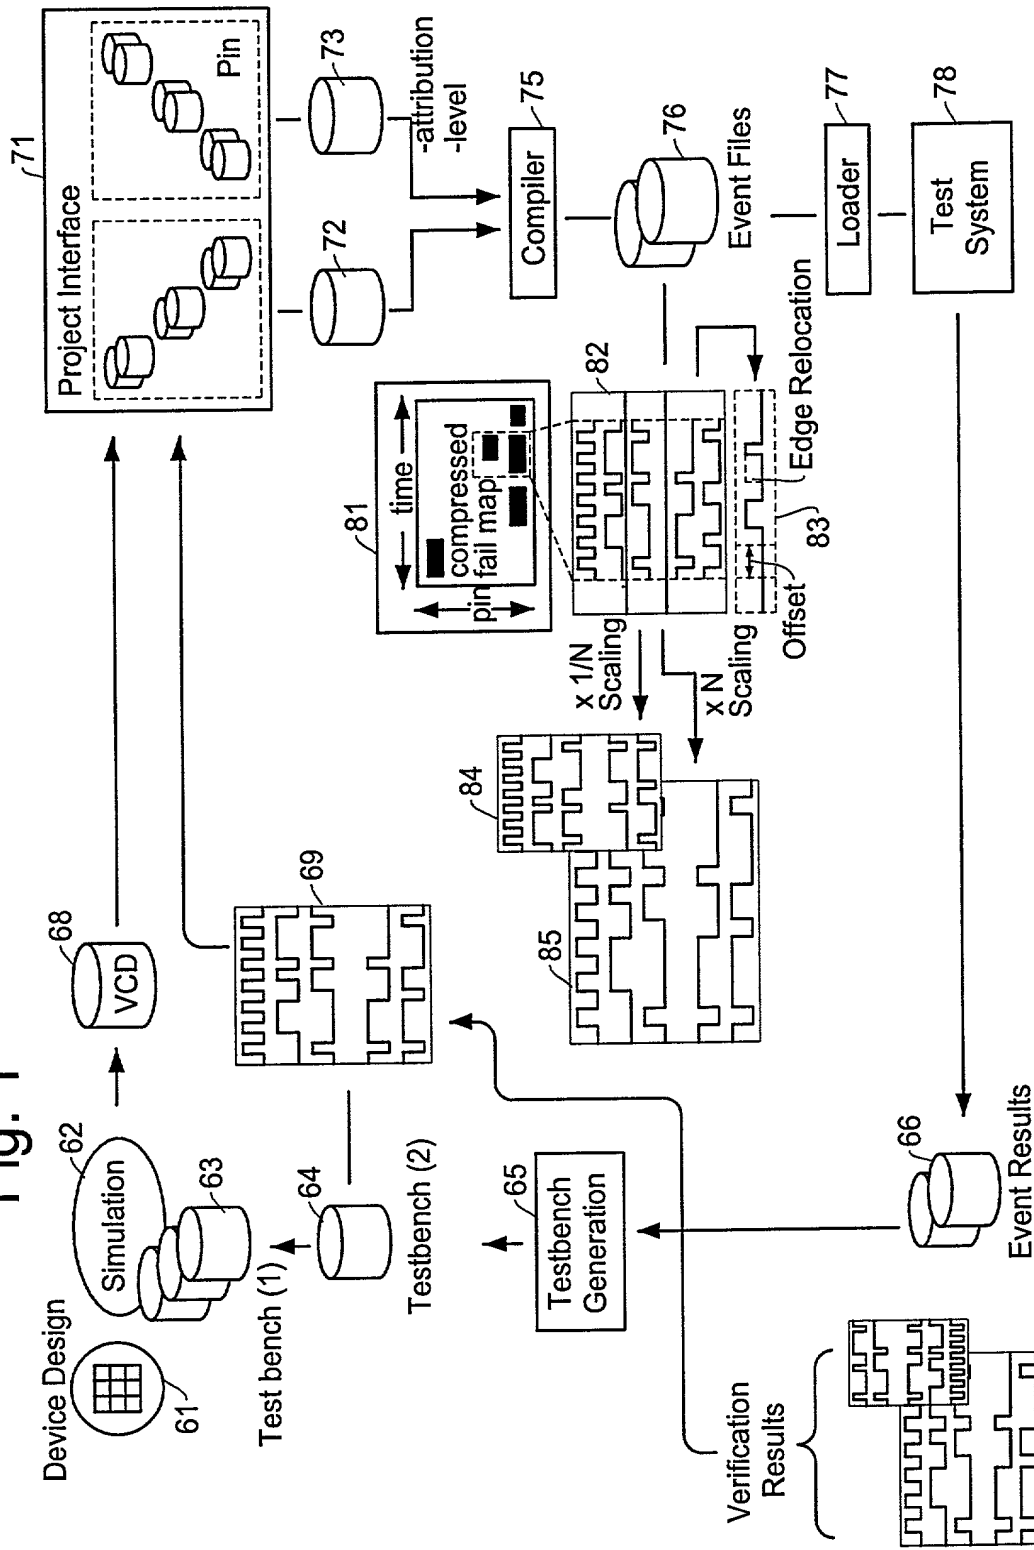 Fig. 1
Device Design
61
Simulation
62
63
Test bench (1)
64
Testbench (2)
65
Testbench
Generation
66
Event Results
Verification
Results
68
VCD
69
71
Project Interface
Pin
72
73
-attribution
-level
Compiler
75
76
Event Files
Loader
77
Test
System
78
81
time
pin
compressed
fail map
82
Edge Relocation
83
Offset
x 1/N
Scaling
x N
Scaling
84
85